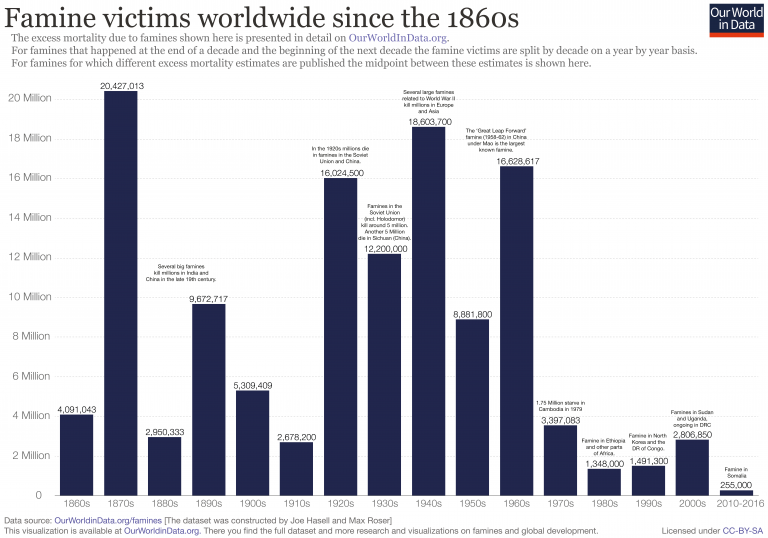 Famine victims worldwide since the 1860s
Our World
in Data
The excess mortality due to famines shown here is presented in detail on OurWorldInData.org.
For famines that happened at the end of a decade and the beginning of the next decade the famine victims are split by decade on a year by year basis.
For famines for which different excess mortality estimates are published the midpoint between these estimates is shown here.
20 Million
18 Million
16 Million
14 Million
12 Million
10 Million
8 Million
6 Million
4 Million
2 Million
0
4,091,043
20,427,013
2,950,333
Several big famines
kill millions in India and
China in the late 19th century.
9,672,717
5,309,409
2,678,200
In the 1920s millions die
in famines in the Soviet
Union and China.
16,024,500
Famines in the
Soviet Union
(incl. Holodomor)
kill around 5 million.
Another 5 Million
die in Sichuan (China).
12,200,000
Several large famines
related to World War II
kill millions in Europe
and Asia
18,603,700
8,881,800
The 'Great Leap Forward'
famine (1958-62) in China
under Mao is the largest
known famine.
16,628,617
1.75 Million starve in
Cambodia in 1979
3,397,083
Famine in Ethiopia
and other parts
of Africa.
1,348,000
Famine in North
Korea and the
DR of Congo.
1,491,300
Famines in Sudan
and Uganda,
ongoing in DRC
2,806,850
Famine in
Somalia
255,000
1860s
1870s
1880s
1890s
1900s
1910s
1920s
1930s
1940s
1950s
1960s
1970s
1980s
1990s
2000s
2010-2016
Data source: OurWorldinData.org/famines [The dataset was constructed by Joe Hasell and Max Roser]
This visualization is available at OurWorldinData.org. There you find the full dataset and more research and visualizations on famines and global development.
Licensed under CC-BY-SA